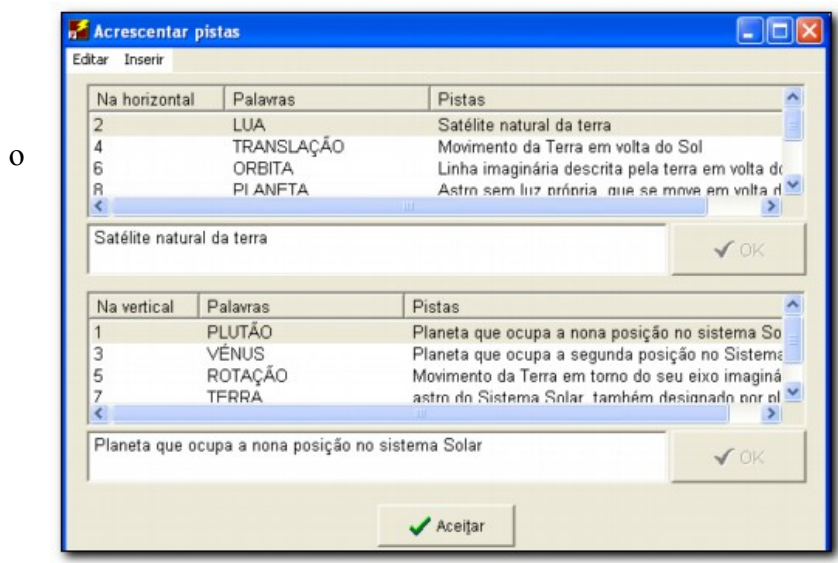 Acrescentar pistas
Editar Inserir
Na horizontal Palavras Pistas
2 LUA Satélite natural da terra
4 TRANSLAÇÃO Movimento da Terra em volta do Sol
o
6 ORBITA Linha imaginária descrita pela terra em volta do
8 PLANETA Astro sem luz própria, que se move em volta d
Satélite natural da terra
OK
Na vertical Palavras Pistas
1 PLUTÃO Planeta que ocupa a nona posição no sistema So
3 VÉNUS Planeta que ocupa a segunda posição no Sistema
5 ROTAÇÃO Movimento da Terra em torno do seu eixo imaginá
7 TERRA astro do Sistema Solar, também designado por pl
Planeta que ocupa a nona posição no sistema Solar
OK
Aceitar